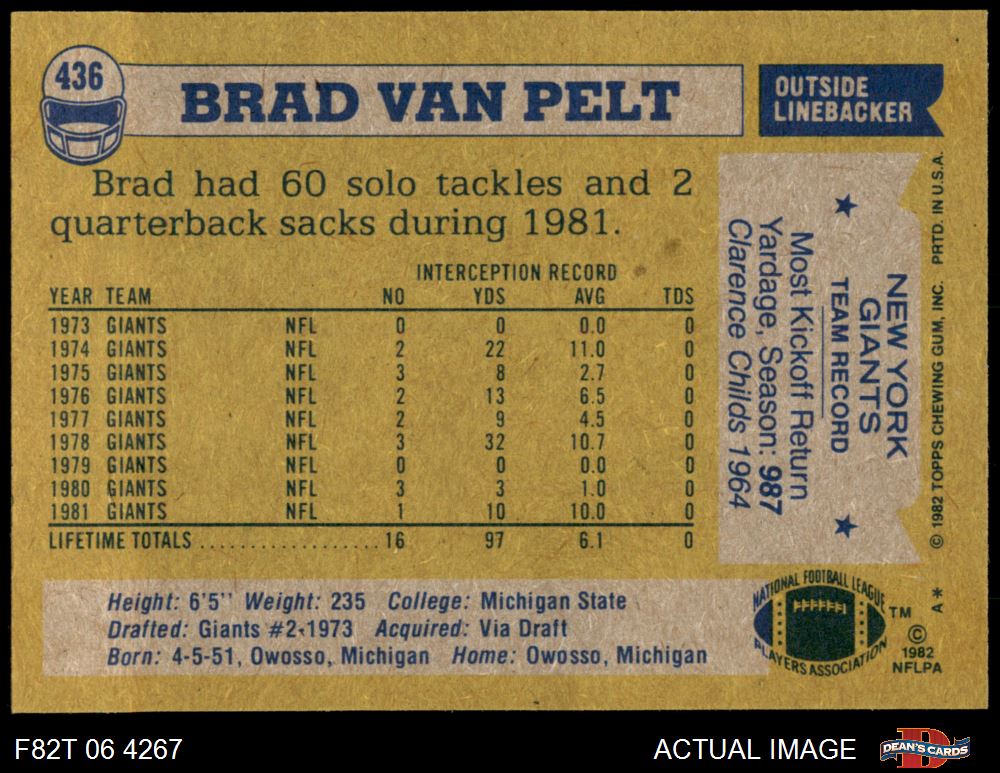 436
BRAD VAN PELT
OUTSIDE
LINEBACKER
Brad had 60 solo tackles and 2
quarterback sacks during 1981.
INTERCEPTION RECORD
YEAR TEAM NO YDS AVG TDS
1973 GIANTS NFL 0 0 0.0 0
1974 GIANTS NFL 2 22 11.0 0
1975 GIANTS NFL 3 8 2.7 0
1976 GIANTS NFL 2 13 6.5 0
1977 GIANTS NFL 2 9 4.5 0
1978 GIANTS NFL 3 32 10.7 0
1979 GIANTS NFL 0 0 0.0 0
1980 GIANTS NFL 3 3 1.0 0
1981 GIANTS NFL 1 10 10.0 0
LIFETIME TOTALS .................. 16 97 6.1 0
Height: 6'5'' Weight: 235 College: Michigan State
Drafted: Giants #2-1973 Acquired: Via Draft
Born: 4-5-51, Owosso, Michigan Home: Owosso, Michigan
NEW YORK
GIANTS
★ TEAM RECORD ★
Most Kickoff Return
Yardage, Season: 987
Clarence Childs 1964
© 1982 TOPPS CHEWING GUM, INC. PRTD. IN U.S.A.
A*
NATIONAL FOOTBALL LEAGUE
PLAYERS ASSOCIATION
TM
©
1982
NFLPA
F82T 06 4267
ACTUAL IMAGE
D
DEAN'S CARDS